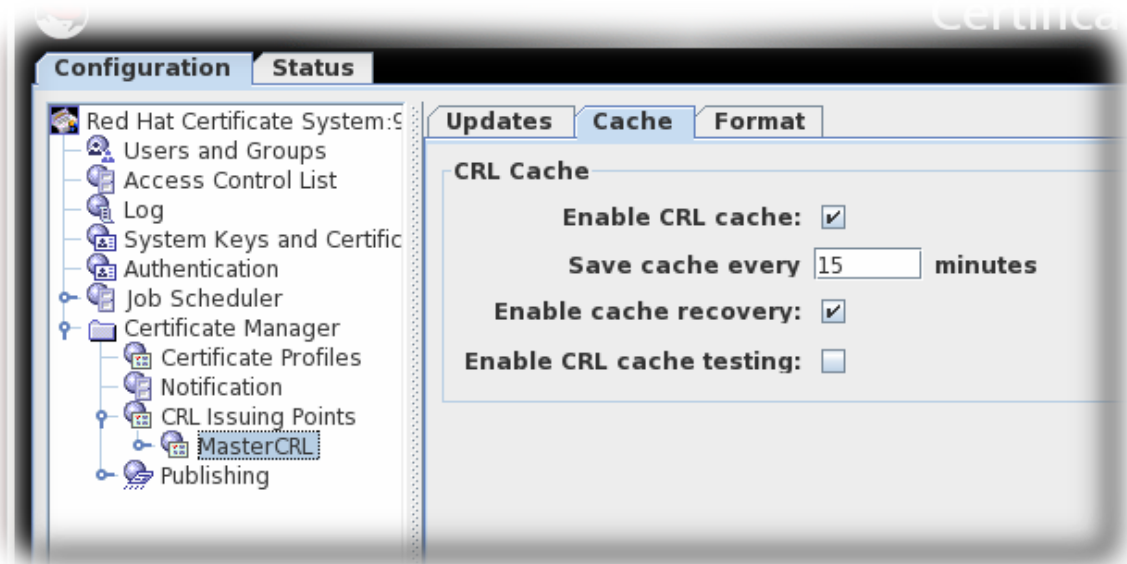 Certifica
Configuration
Status
Red Hat Certificate System:9
Users and Groups
Access Control List
Log
System Keys and Certific
Authentication
Job Scheduler
Certificate Manager
Certificate Profiles
Notification
CRL Issuing Points
MasterCRL
Publishing
Updates
Cache
Format
CRL Cache
Enable CRL cache:
Save cache every 15 minutes
Enable cache recovery:
Enable CRL cache testing: